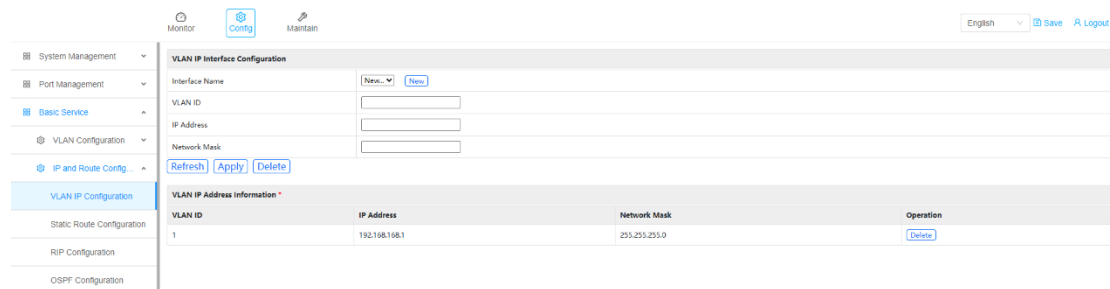 Monitor
Config
Maintain
English
Save
Logout
System Management
Port Management
Basic Service
VLAN Configuration
IP and Route Config...
VLAN IP Configuration
Static Route Configuration
RIP Configuration
OSPF Configuration
VLAN IP Interface Configuration
Interface Name New... New
VLAN ID
IP Address
Network Mask
Refresh Apply Delete
VLAN IP Address Information *
VLAN ID IP Address Network Mask Operation
1 192.168.168.1 255.255.255.0 Delete